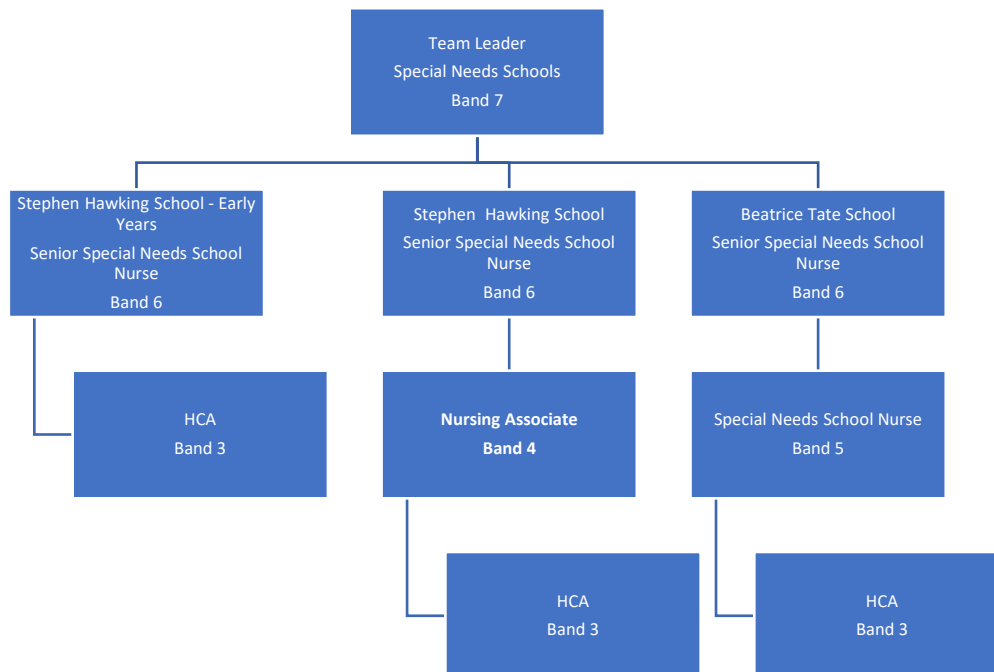 Team Leader
Special Needs Schools
Band 7
Stephen Hawking School - Early
Years
Senior Special Needs School
Nurse
Band 6
Stephen Hawking School
Senior Special Needs School
Nurse
Band 6
Beatrice Tate School
Senior Special Needs School
Nurse
Band 6
HCA
Band 3
Nursing Associate
Band 4
Special Needs School Nurse
Band 5
HCA
Band 3
HCA
Band 3